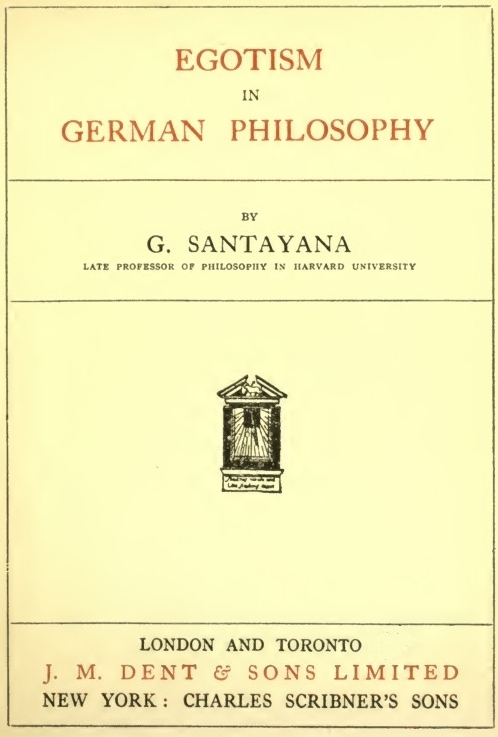 EGOTISM
IN
GERMAN PHILOSOPHY
BY
G. SANTAYANA
LATE PROFESSOR OF PHILOSOPHY IN HARVARD UNIVERSITY
LONDON AND TORONTO
J. M. DENT & SONS LIMITED
NEW YORK: CHARLES SCRIBNER'S SONS